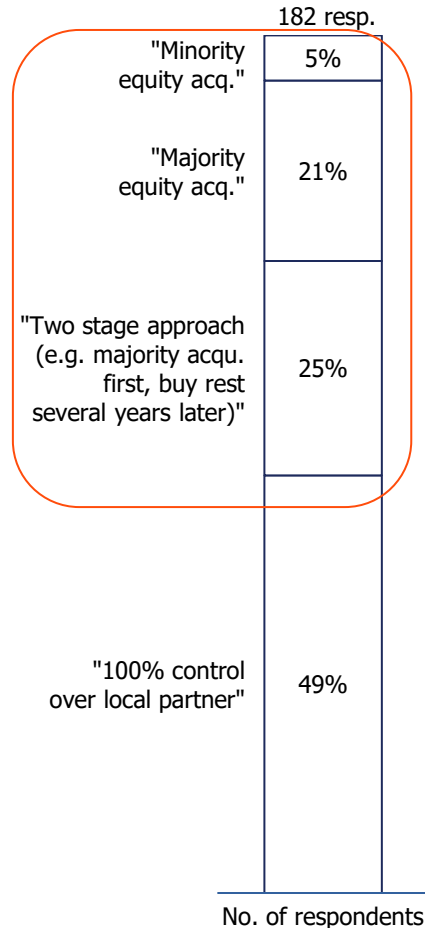 182 resp.
"Minority
equity acq."
5%
"Majority
equity acq."
21%
"Two stage approach
(e.g. majority acqu.
first, buy rest
several years later)"
25%
"100% control
over local partner"
49%
No. of respondents